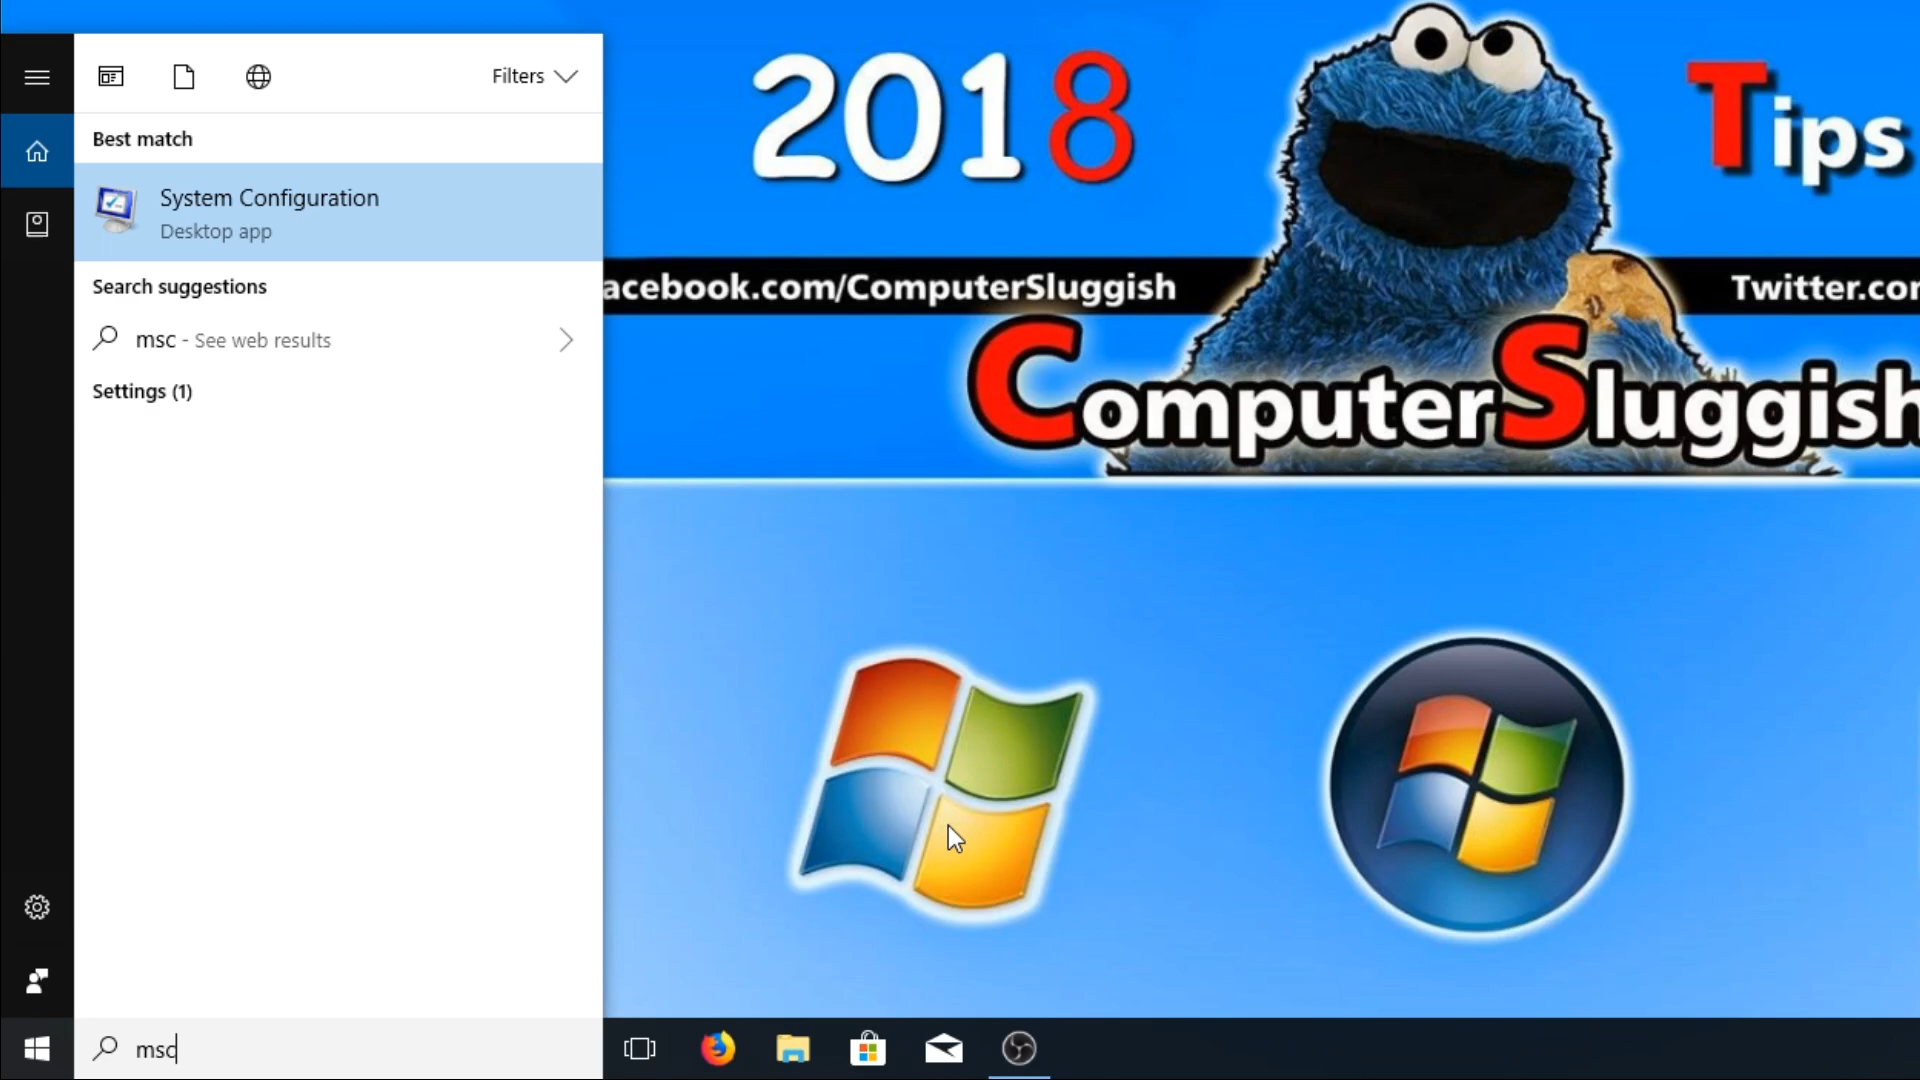 Filters
Best match
System Configuration
Desktop app
Search suggestions
msc - See web results
Settings (1)
msc
2018
Tips
acebook.com/ComputerSluggish
Twitter.co
ComputerSluggish